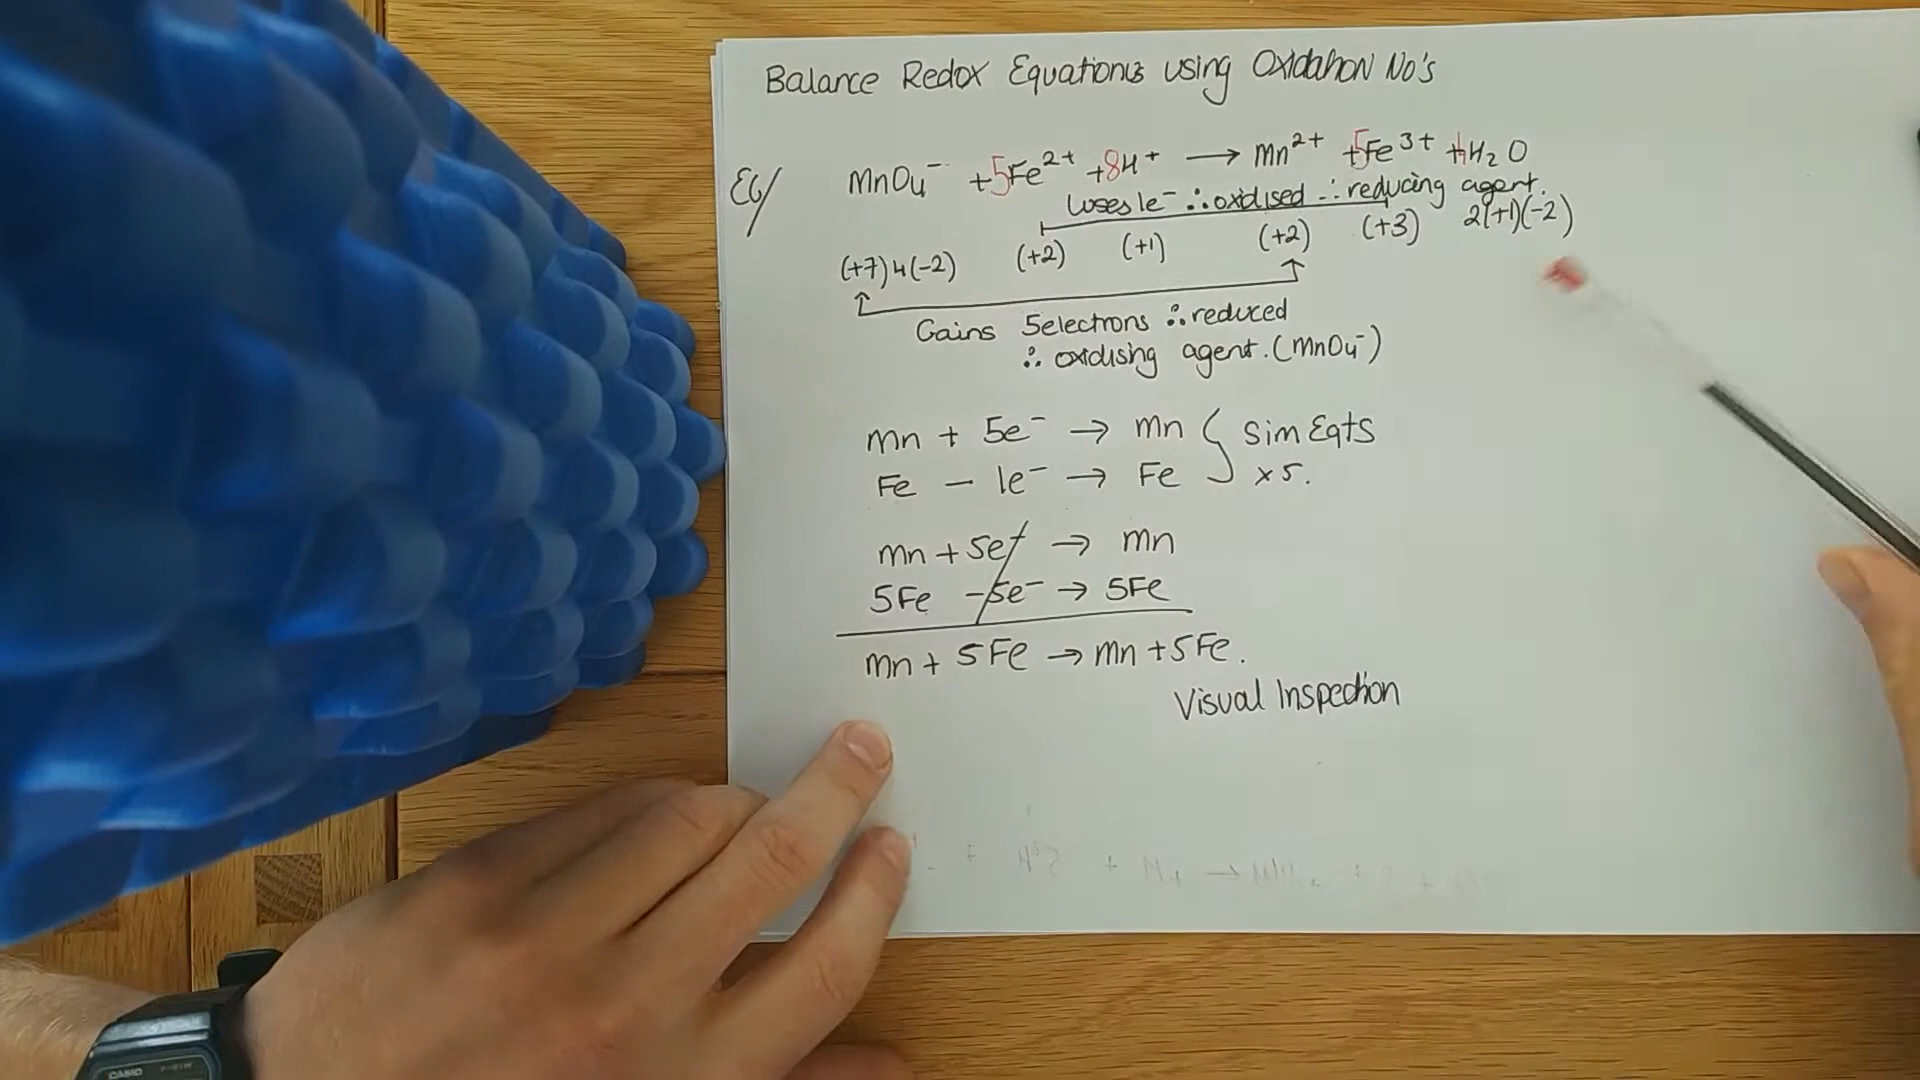 Balance Redox Equations using Oxidation No's
EG/ MnO4⁻ + 5Fe²⁺ + 8H⁺ → Mn²⁺ + 5Fe³⁺ + 4H2O
Loses 1e⁻ ∴ oxidised ∴ reducing agent.
(+7)4(-2) (+2) (+1) (+2) (+3) 2(+1)(-2)
Gains 5electrons ∴ reduced
∴ oxidising agent. (MnO4⁻)
Mn + 5e⁻ → Mn } Sim Eqts
Fe - 1e⁻ → Fe } x5.
Mn + 5e⁻ → Mn
5Fe - 5e⁻ → 5Fe
Mn + 5Fe → Mn + 5Fe.
Visual Inspection
CASIO